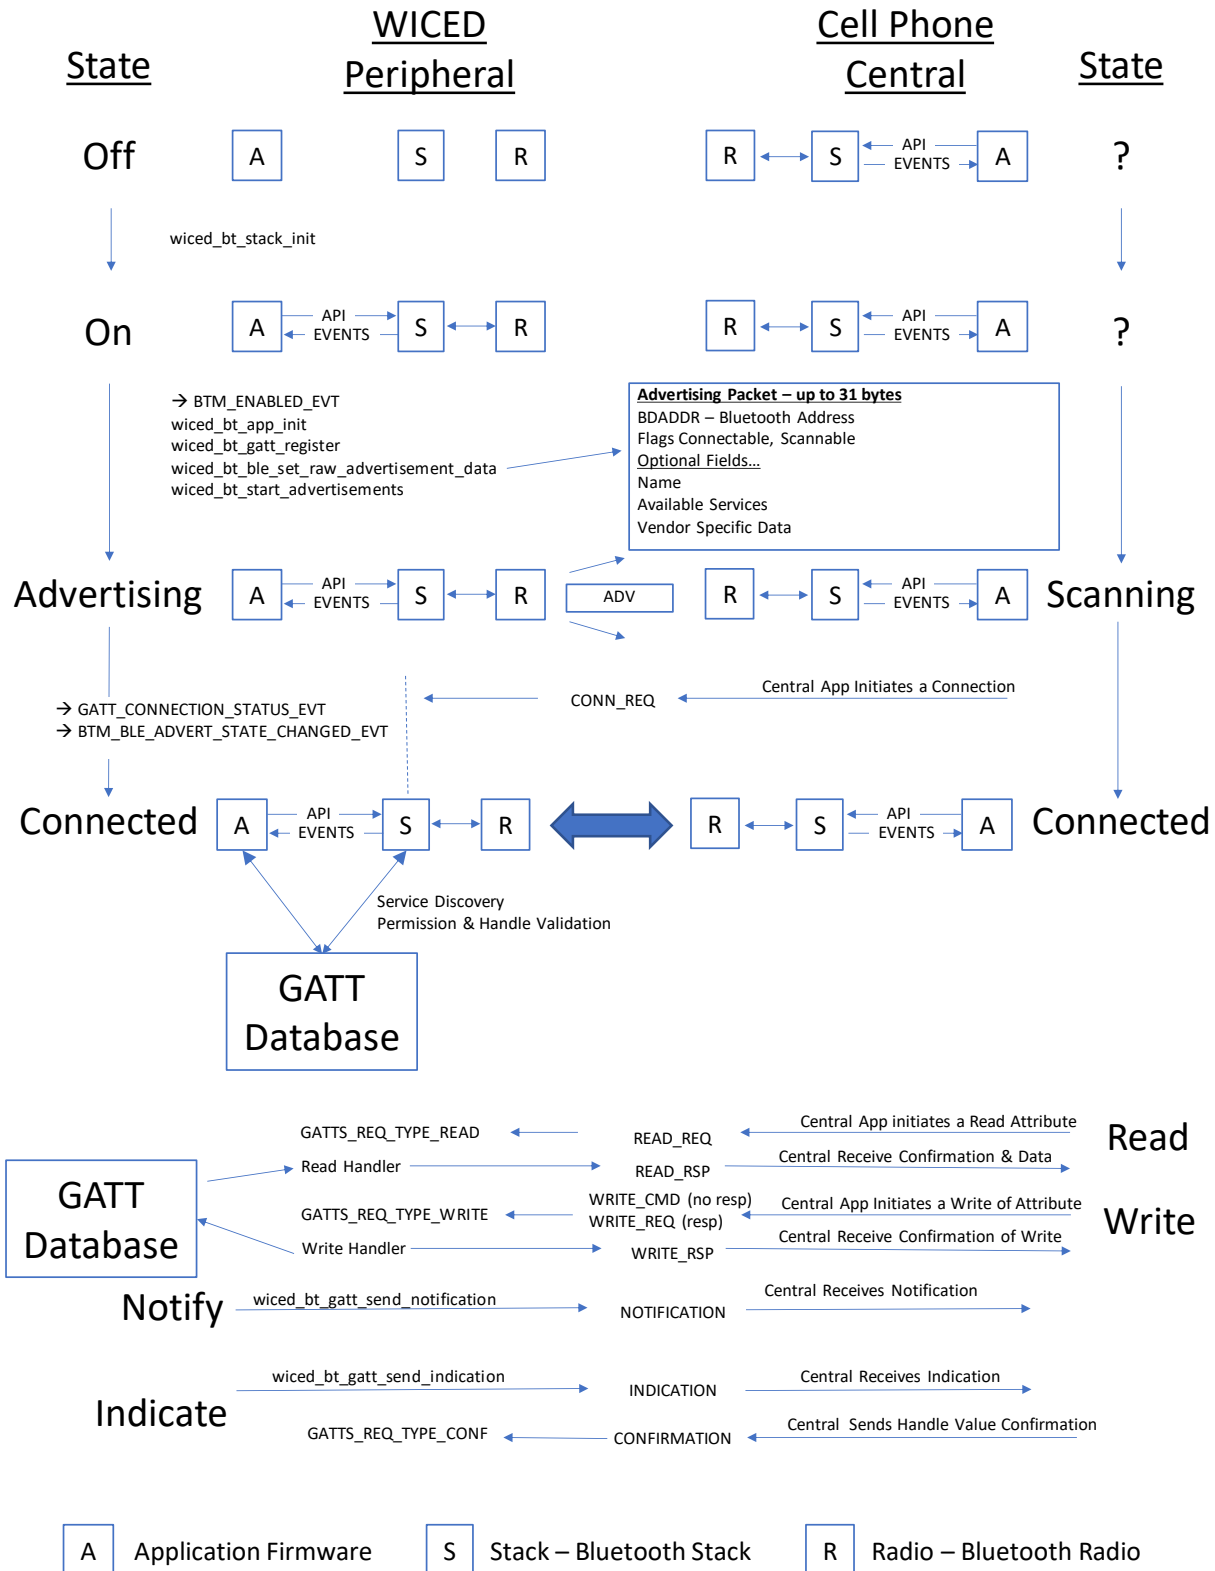 State
WICED
Peripheral
Cell Phone
Central
State
Off
A
S
R
R
S
API
EVENTS
A
?
wiced_bt_stack_init
On
A
API
EVENTS
S
R
R
S
API
EVENTS
A
?
→ BTM_ENABLED_EVT
wiced_bt_app_init
wiced_bt_gatt_register
wiced_bt_ble_set_raw_advertisement_data
wiced_bt_start_advertisements
Advertising Packet – up to 31 bytes
BDADDR – Bluetooth Address
Flags Connectable, Scannable
Optional Fields...
Name
Available Services
Vendor Specific Data
Advertising
A
API
EVENTS
S
R
ADV
R
S
API
EVENTS
A
Scanning
CONN_REQ
Central App Initiates a Connection
→ GATT_CONNECTION_STATUS_EVT
→ BTM_BLE_ADVERT_STATE_CHANGED_EVT
Connected
A
API
EVENTS
S
R
R
S
API
EVENTS
A
Connected
Service Discovery
Permission & Handle Validation
GATT
Database
GATTS_REQ_TYPE_READ
READ_REQ
Central App initiates a Read Attribute
Read
Read Handler
READ_RSP
Central Receive Confirmation & Data
GATT
Database
GATTS_REQ_TYPE_WRITE
WRITE_CMD (no resp)
WRITE_REQ (resp)
Central App Initiates a Write of Attribute
Write
Write Handler
WRITE_RSP
Central Receive Confirmation of Write
Notify
wiced_bt_gatt_send_notification
NOTIFICATION
Central Receives Notification
Indicate
wiced_bt_gatt_send_indication
INDICATION
Central Receives Indication
GATTS_REQ_TYPE_CONF
CONFIRMATION
Central Sends Handle Value Confirmation
A
Application Firmware
S
Stack – Bluetooth Stack
R
Radio – Bluetooth Radio